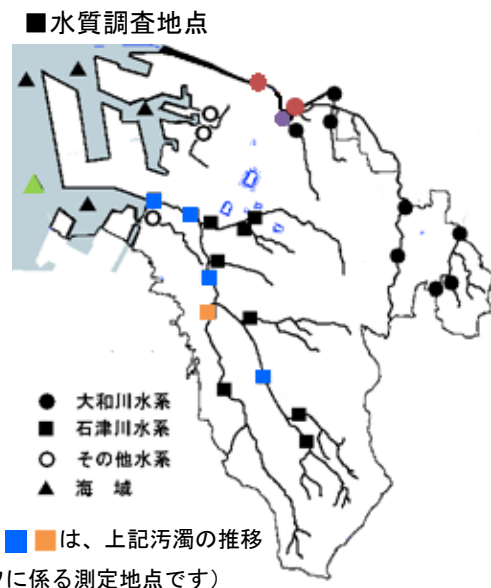 ■水質調査地点
● 大和川水系
■ 石津川水系
○ その他水系
▲ 海 域
■ ■は、上記汚濁の推移
に係る測定地点です）